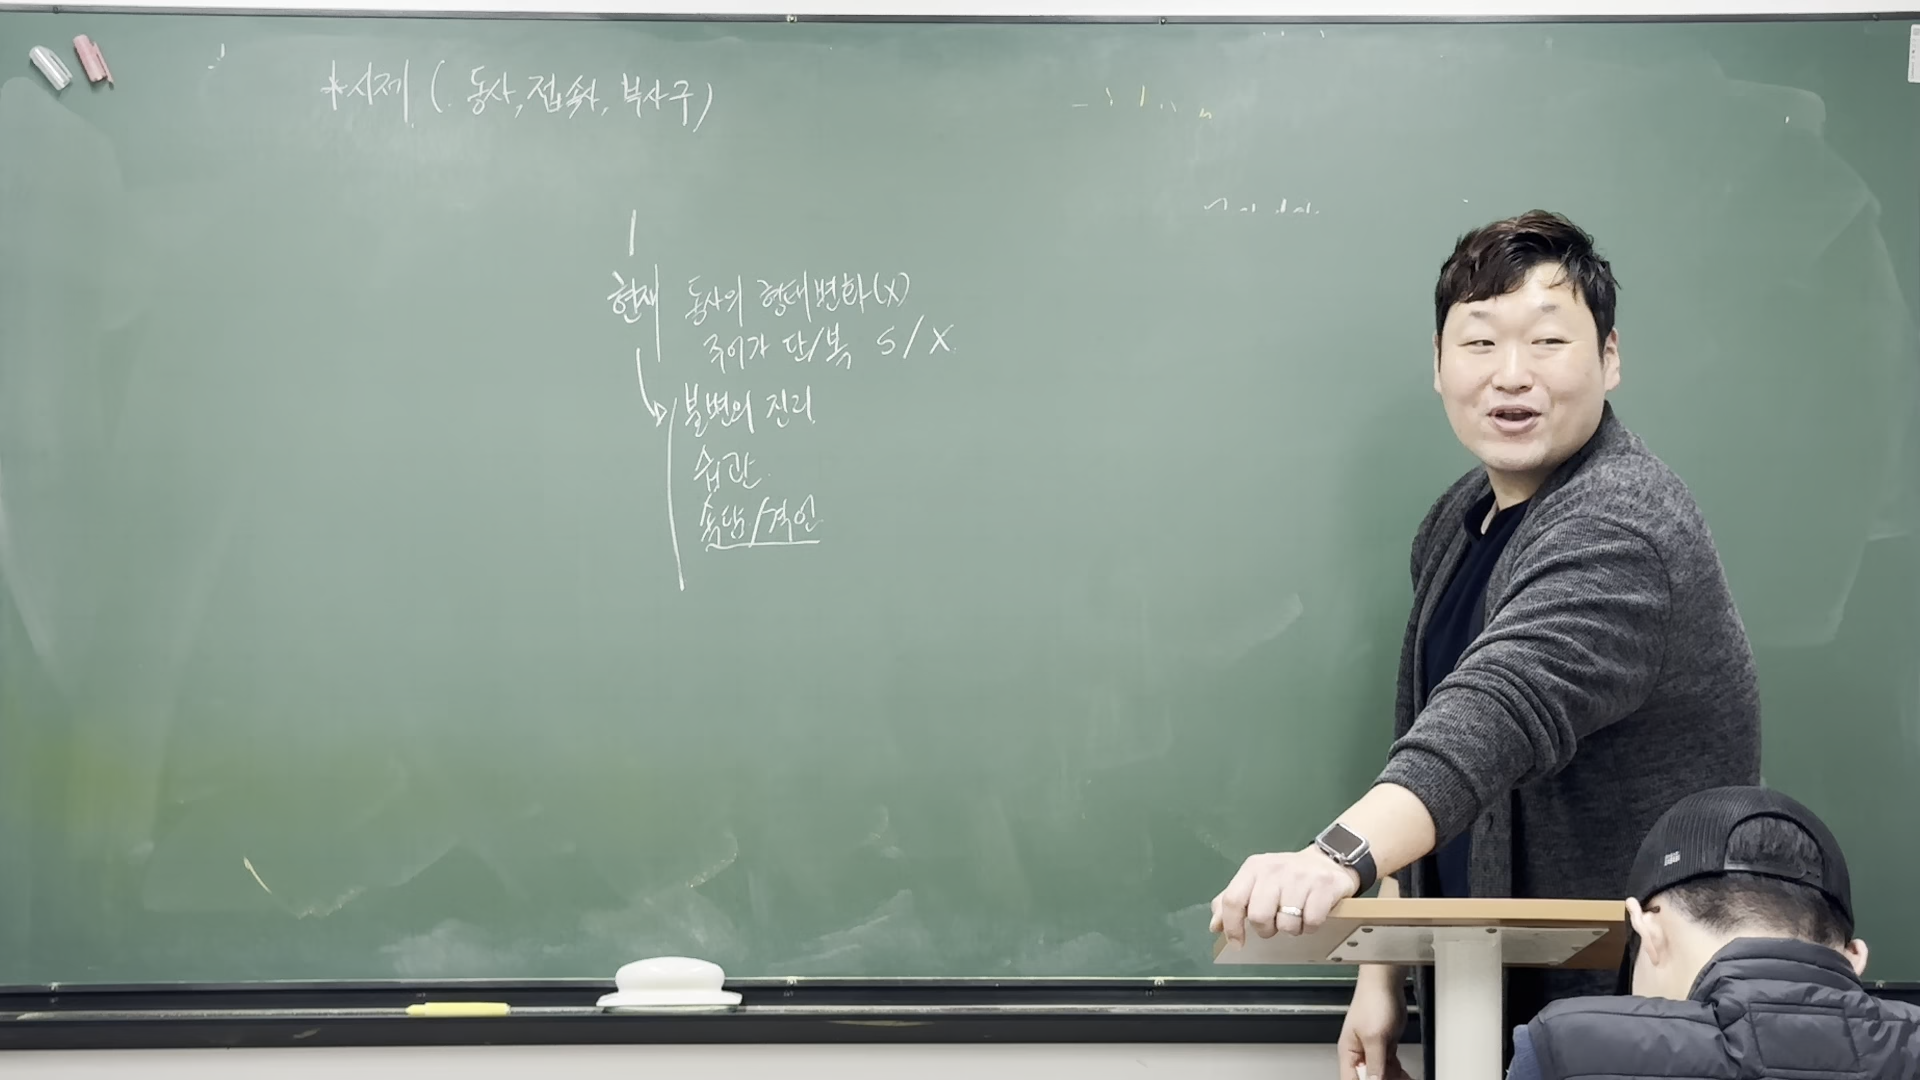 *시제 (동사, 접속사, 부사구)
현재 동사의 형태변화(X)
주어가 단/복 S/X
불변의 진리
습관
속담/격언